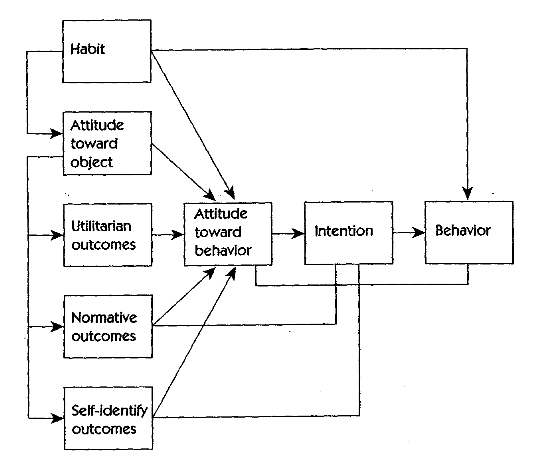 Habit
Attitude
toward
object
Utilitarian
outcomes
Attitude
toward
behavior
Intention
Behavior
Normative
outcomes
Self-identify
outcomes